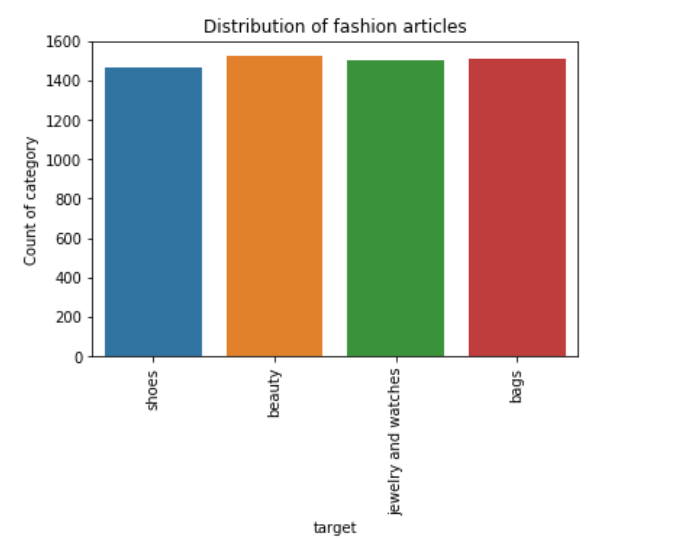 Distribution of fashion articles
Count of category
1600
1400
1200
1000
800
600
400
200
0
shoes
beauty
jewelry and watches
bags
target